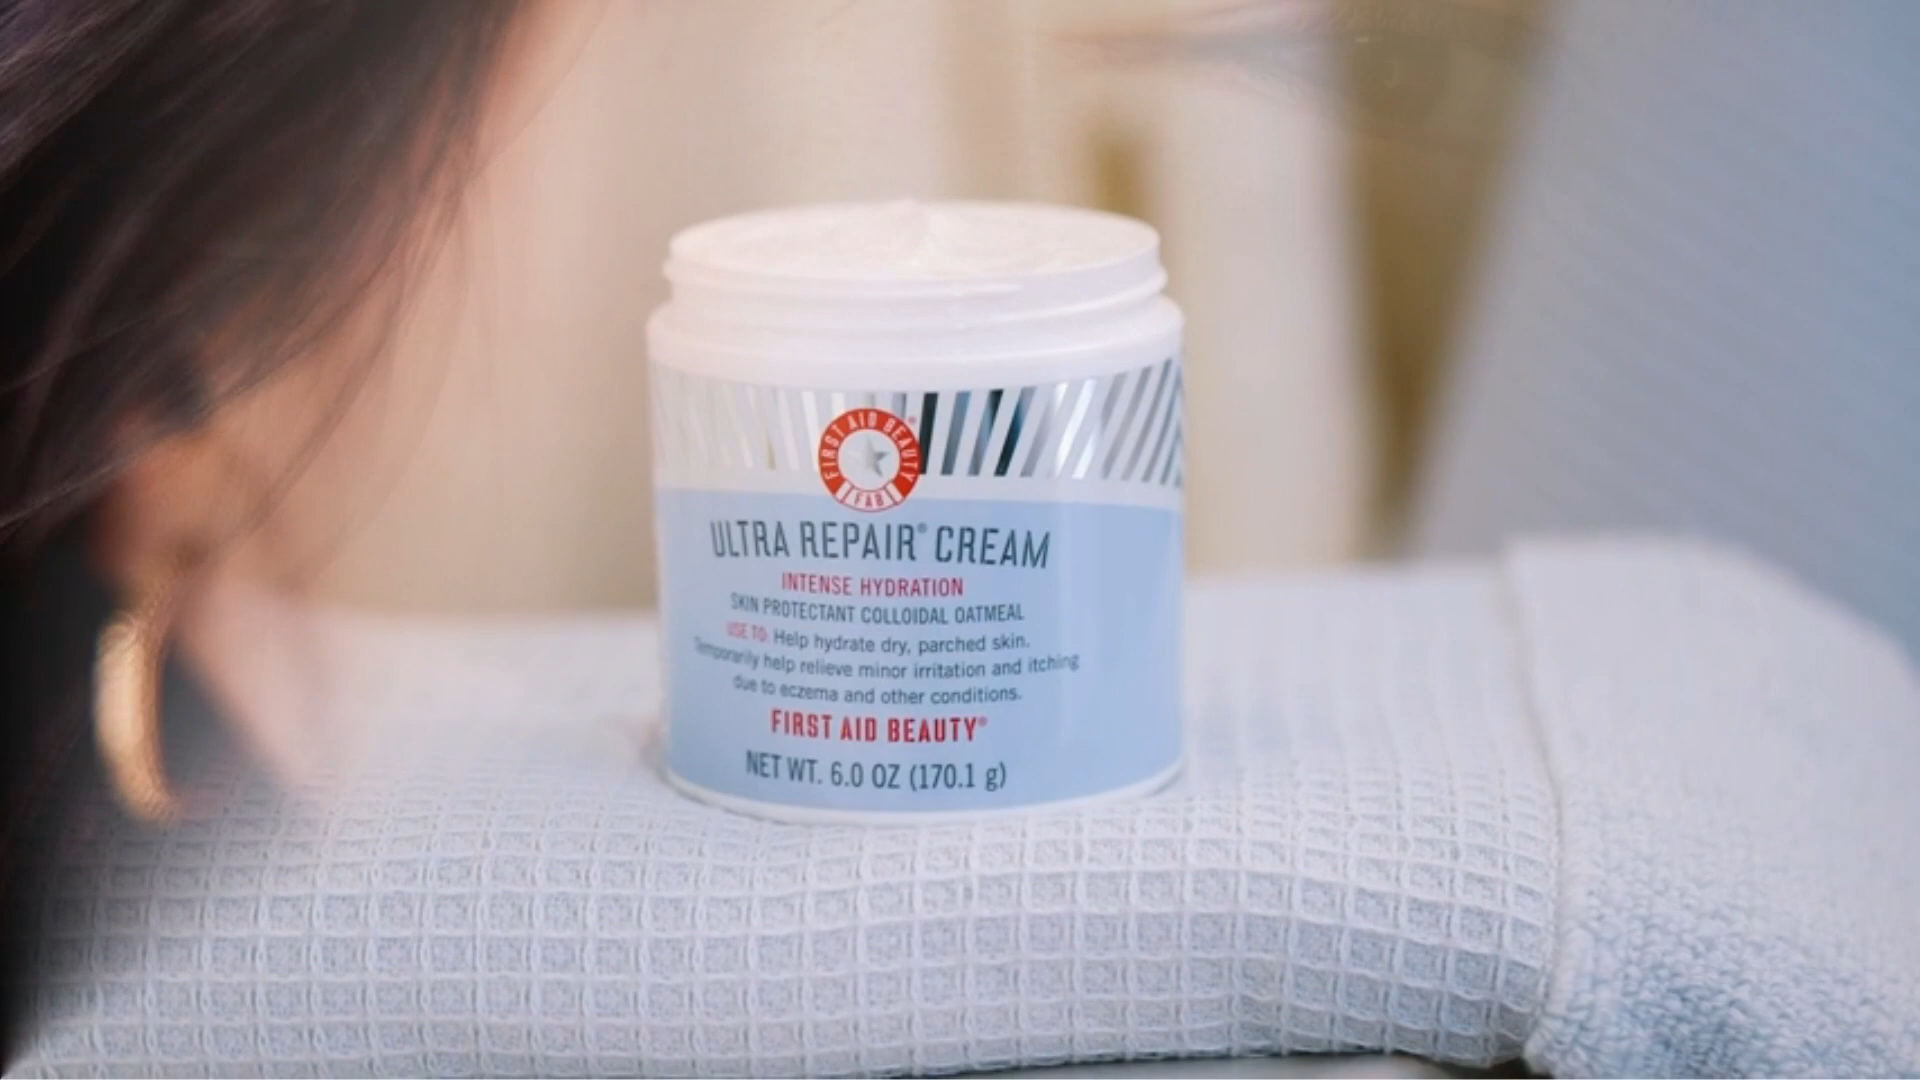 FIRST AID BEAUTY®
FAB
ULTRA REPAIR® CREAM
INTENSE HYDRATION
SKIN PROTECTANT COLLOIDAL OATMEAL
USE TO: Help hydrate dry, parched skin.
Temporarily help relieve minor irritation and itching
due to eczema and other conditions.
FIRST AID BEAUTY®
NET WT. 6.0 OZ (170.1 g)